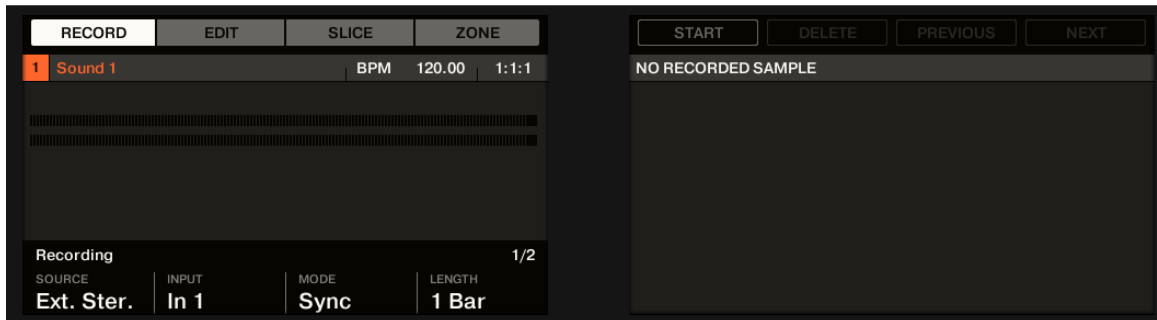 RECORD EDIT SLICE ZONE
1 Sound 1 BPM 120.00 1:1:1
Recording 1/2
SOURCE INPUT MODE LENGTH
Ext. Ster. In 1 Sync 1 Bar
START DELETE PREVIOUS NEXT
NO RECORDED SAMPLE